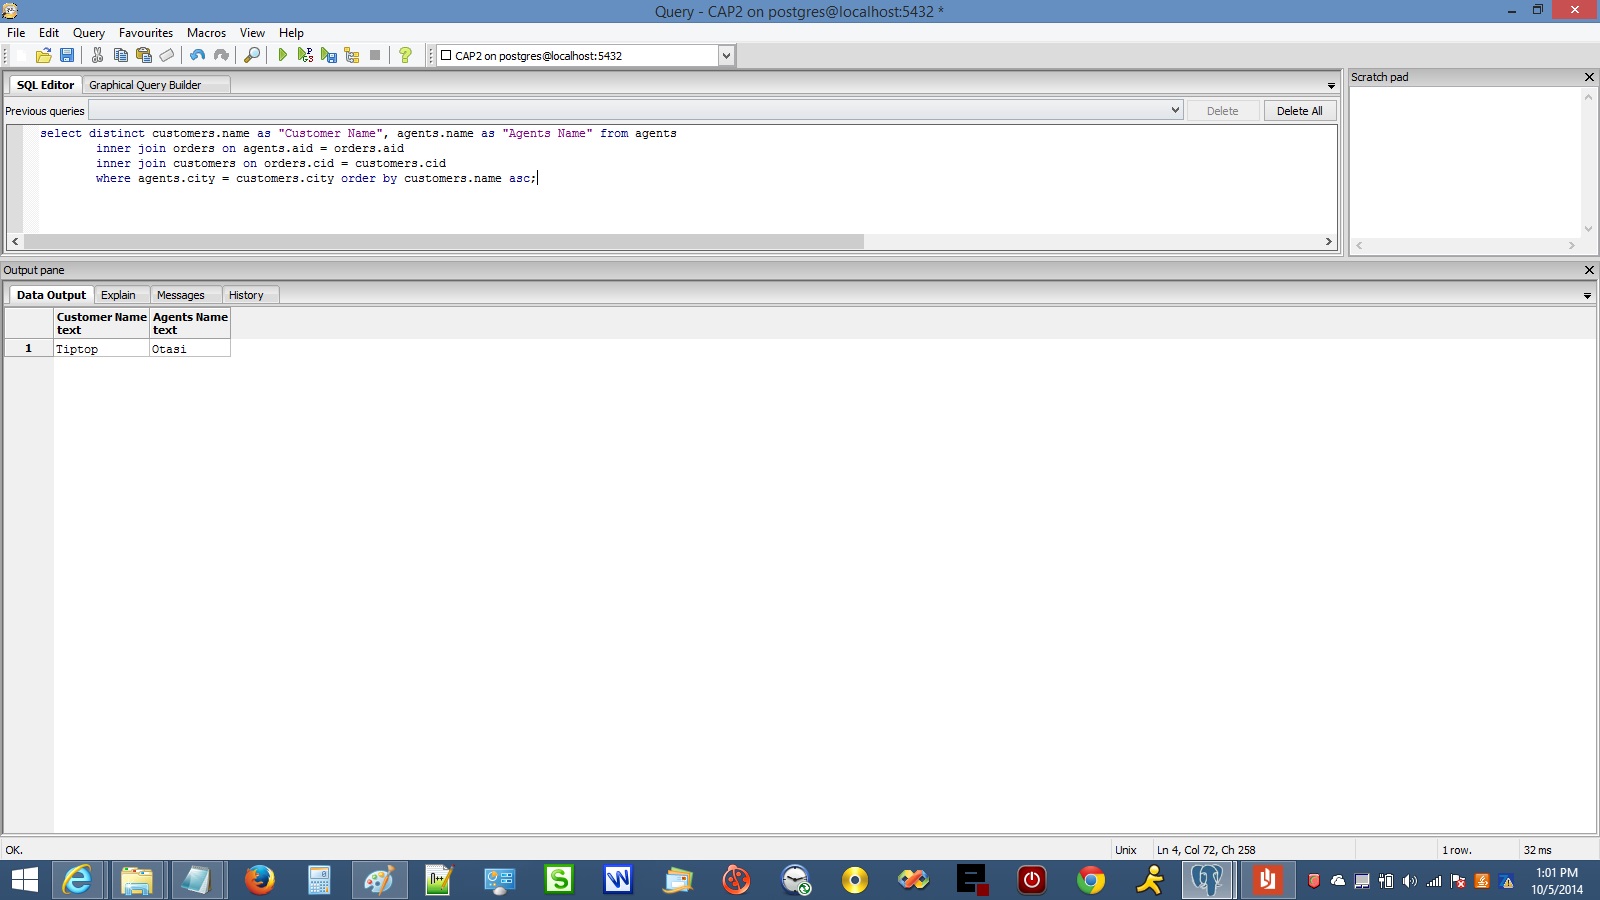 Query - CAP2 on postgres@localhost:5432 *
File Edit Query Favourites Macros View Help
CAP2 on postgres@localhost:5432
SQL Editor Graphical Query Builder
Scratch pad
Previous queries Delete Delete All
select distinct customers.name as "Customer Name", agents.name as "Agents Name" from agents
inner join orders on agents.aid = orders.aid
inner join customers on orders.cid = customers.cid
where agents.city = customers.city order by customers.name asc;
Output pane
Data Output Explain Messages History
Customer Name Agents Name
text text
1 Tiptop Otasi
OK. Unix Ln 4, Col 72, Ch 258 1 row. 32 ms
1:01 PM
10/5/2014